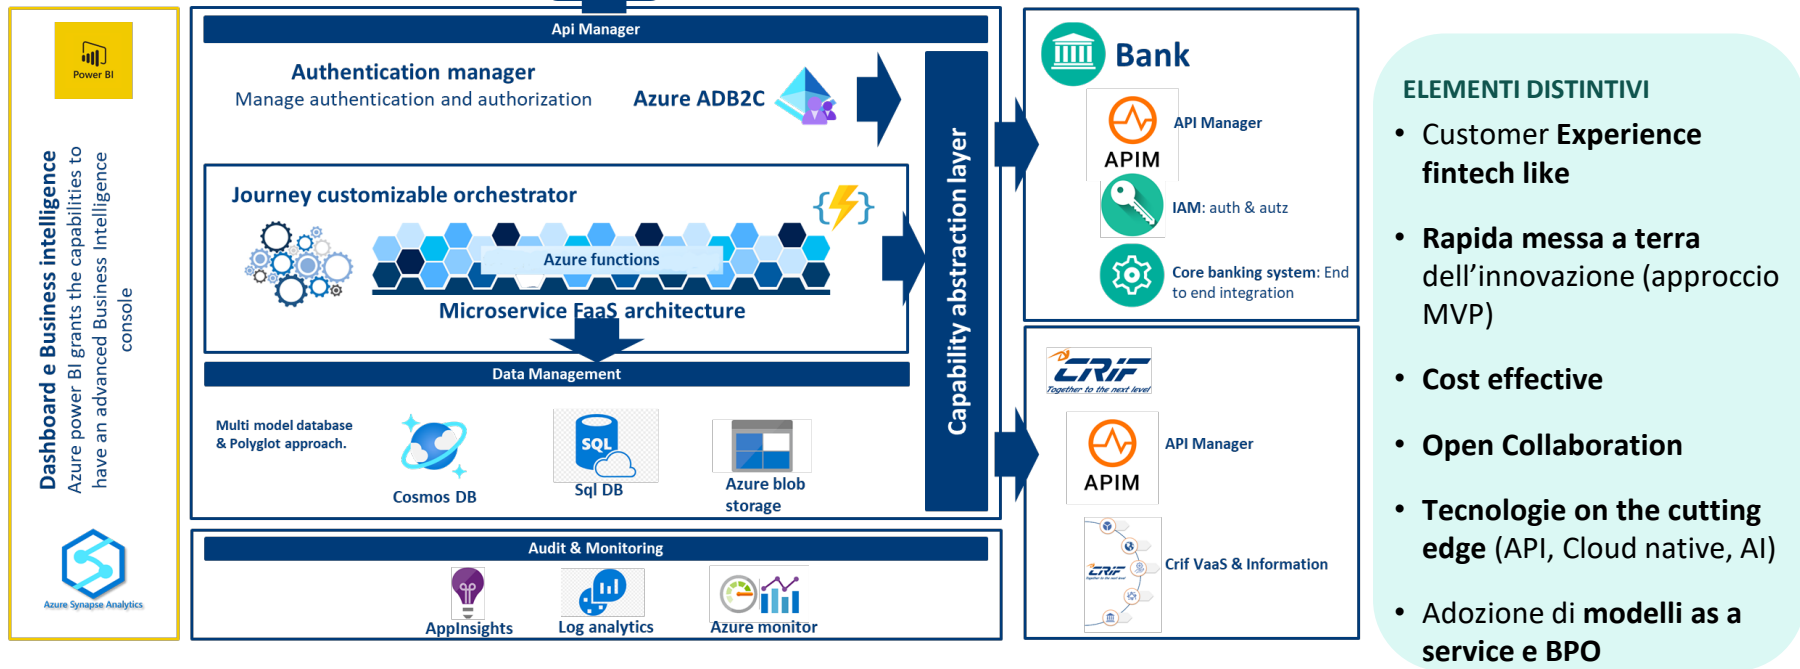 Power BI
Dashboard e Business intelligence
Azure power BI grants the capabilities to
have an advanced Business Intelligence
console
Azure Synapse Analytics
Api Manager
Authentication manager
Manage authentication and authorization
Azure ADB2C
Journey customizable orchestrator
Azure functions
Microservice FaaS architecture
Data Management
Multi model database
& Polyglot approach.
Cosmos DB
SQL
Sql DB
Azure blob
storage
Capability abstraction layer
Audit & Monitoring
AppInsights
Log analytics
Azure monitor
Bank
API Manager
APIM
IAM: auth & autz
Core banking system: End
to end integration
CRIF
Together to the next level
API Manager
APIM
CRIF
Together to the next level
Crif VaaS & Information
ELEMENTI DISTINTIVI
• Customer Experience
fintech like
• Rapida messa a terra
dell’innovazione (approccio
MVP)
• Cost effective
• Open Collaboration
• Tecnologie on the cutting
edge (API, Cloud native, AI)
• Adozione di modelli as a
service e BPO